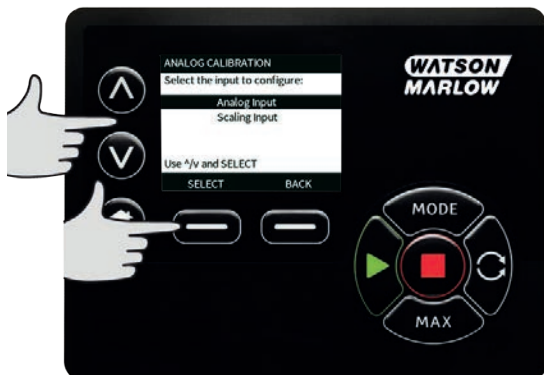 ANALOG CALIBRATION
Select the input to configure:
Analog Input
Scaling Input
Use ^/v and SELECT
SELECT BACK
WATSON
MARLOW
MODE
MAX